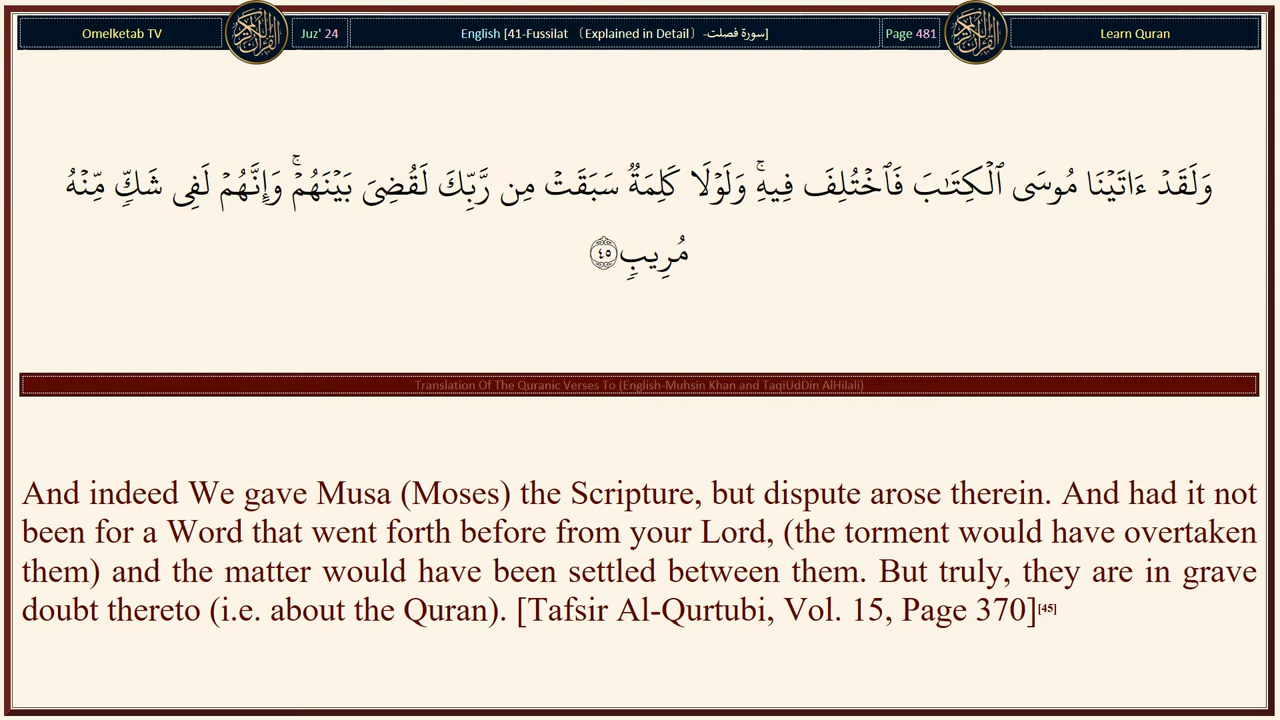 Omelketab TV
Juz' 24
English [41-Fussilat （Explained in Detail） -سورة فصلت]
Page 481
Learn Quran
وَلَقَدۡ ءَاتَيۡنَا مُوسَى ٱلۡكِتَٰبَ فَٱخۡتُلِفَ فِيهِۚ وَلَوۡلَا كَلِمَةٞ سَبَقَتۡ مِن رَّبِّكَ لَقُضِيَ بَيۡنَهُمۡۚ وَإِنَّهُمۡ لَفِي شَكّٖ مِّنۡهُ
مُرِيبٖ ٤٥
Translation Of The Quranic Verses To (English-Muhsin Khan and TaqiUdDin AlHilali)
And indeed We gave Musa (Moses) the Scripture, but dispute arose therein. And had it not
been for a Word that went forth before from your Lord, (the torment would have overtaken
them) and the matter would have been settled between them. But truly, they are in grave
doubt thereto (i.e. about the Quran). [Tafsir Al-Qurtubi, Vol. 15, Page 370][45]